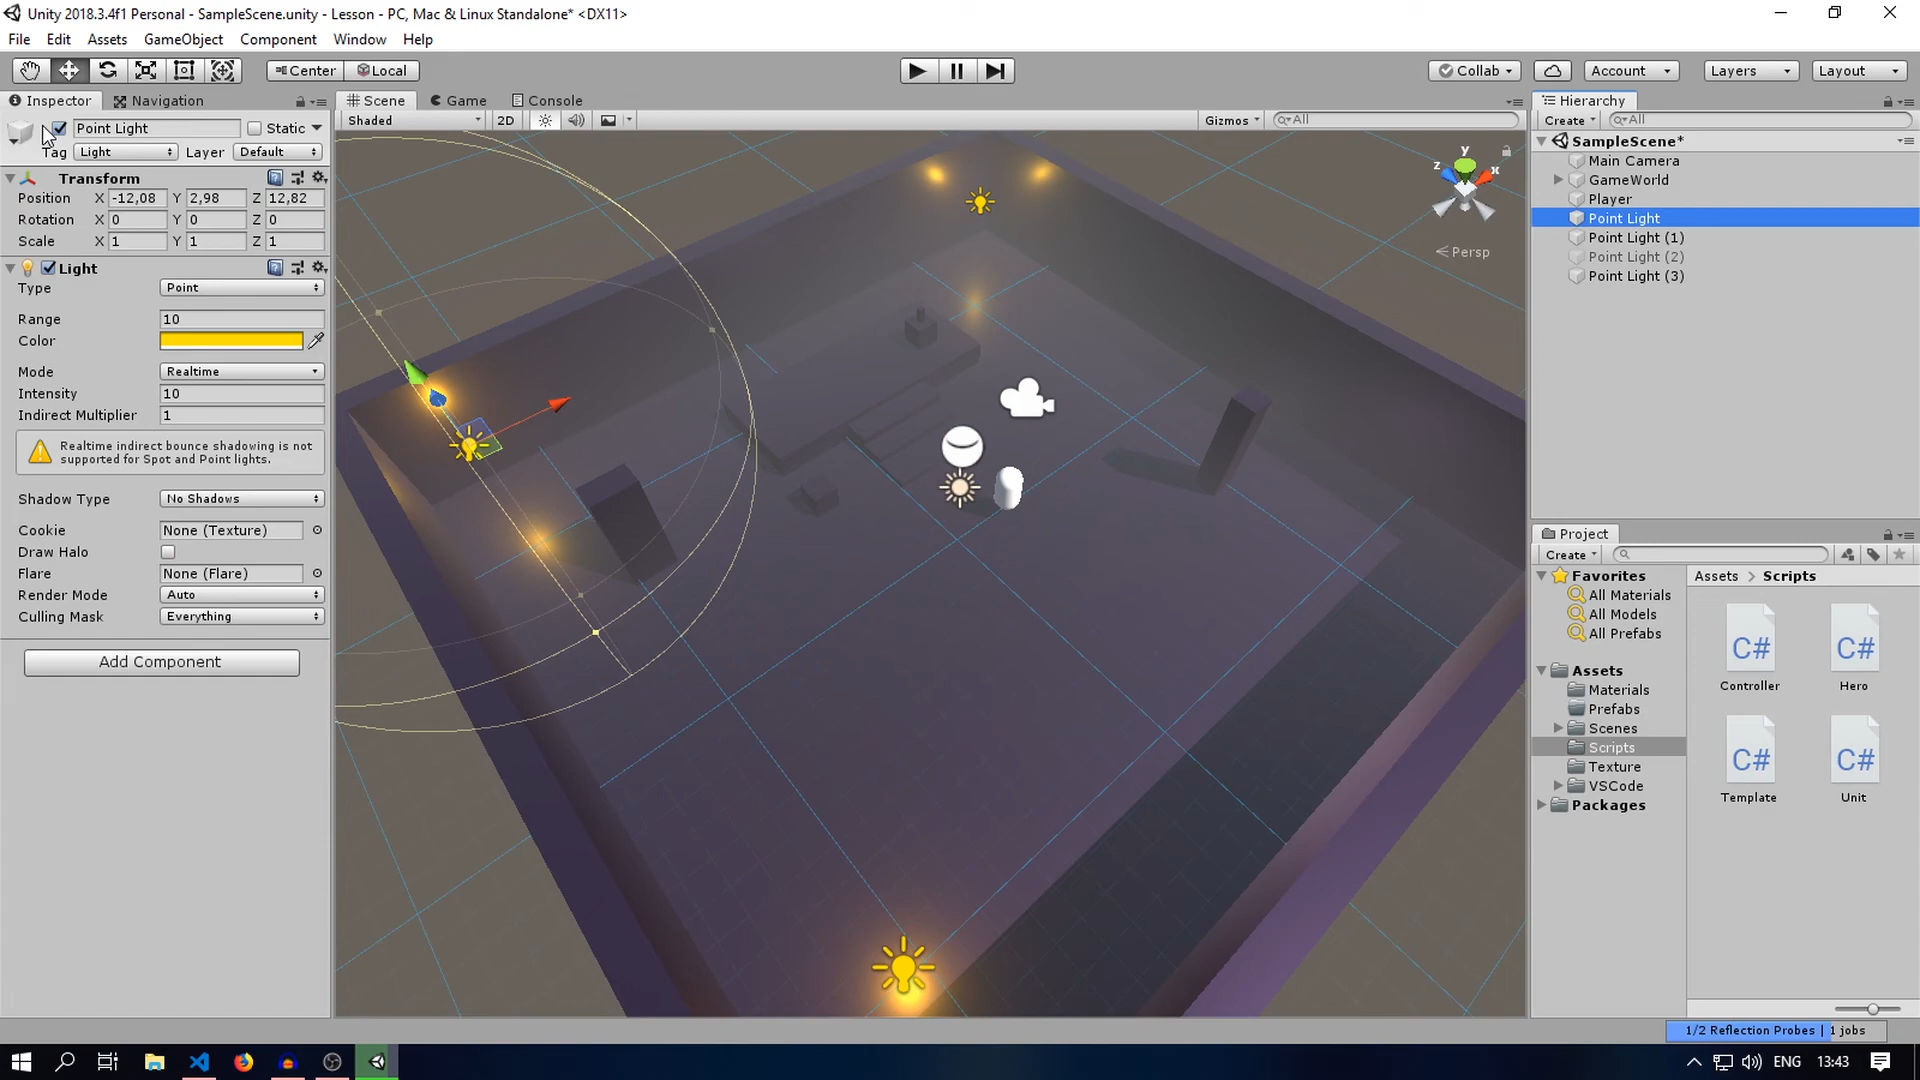 Unity 2018.3.4f1 Personal - SampleScene.unity - Lesson - PC, Mac & Linux Standalone* <DX11>
File Edit Assets GameObject Component Window Help
Center Local Collab Account Layers Layout
Inspector Navigation
Point Light Static
Tag Light Layer Default
Transform
Position X -12,08 Y 2,98 Z 12,82
Rotation X 0 Y 0 Z 0
Scale X 1 Y 1 Z 1
Light
Type Point
Range 10
Color
Mode Realtime
Intensity 10
Indirect Multiplier 1
Realtime indirect bounce shadowing is not
supported for Spot and Point lights.
Shadow Type No Shadows
Cookie None (Texture)
Draw Halo
Flare None (Flare)
Render Mode Auto
Culling Mask Everything
Add Component
Scene Game Console
Shaded 2D Gizmos All
y
z x
Persp
Hierarchy
Create All
SampleScene*
Main Camera
GameWorld
Player
Point Light
Point Light (1)
Point Light (2)
Point Light (3)
Project
Create
Favorites
All Materials
All Models
All Prefabs
Assets
Materials
Prefabs
Scenes
Scripts
Texture
VSCode
Packages
Assets > Scripts
C# C#
Controller Hero
C# C#
Template Unit
1/2 Reflection Probes | 1 jobs
ENG 13:43